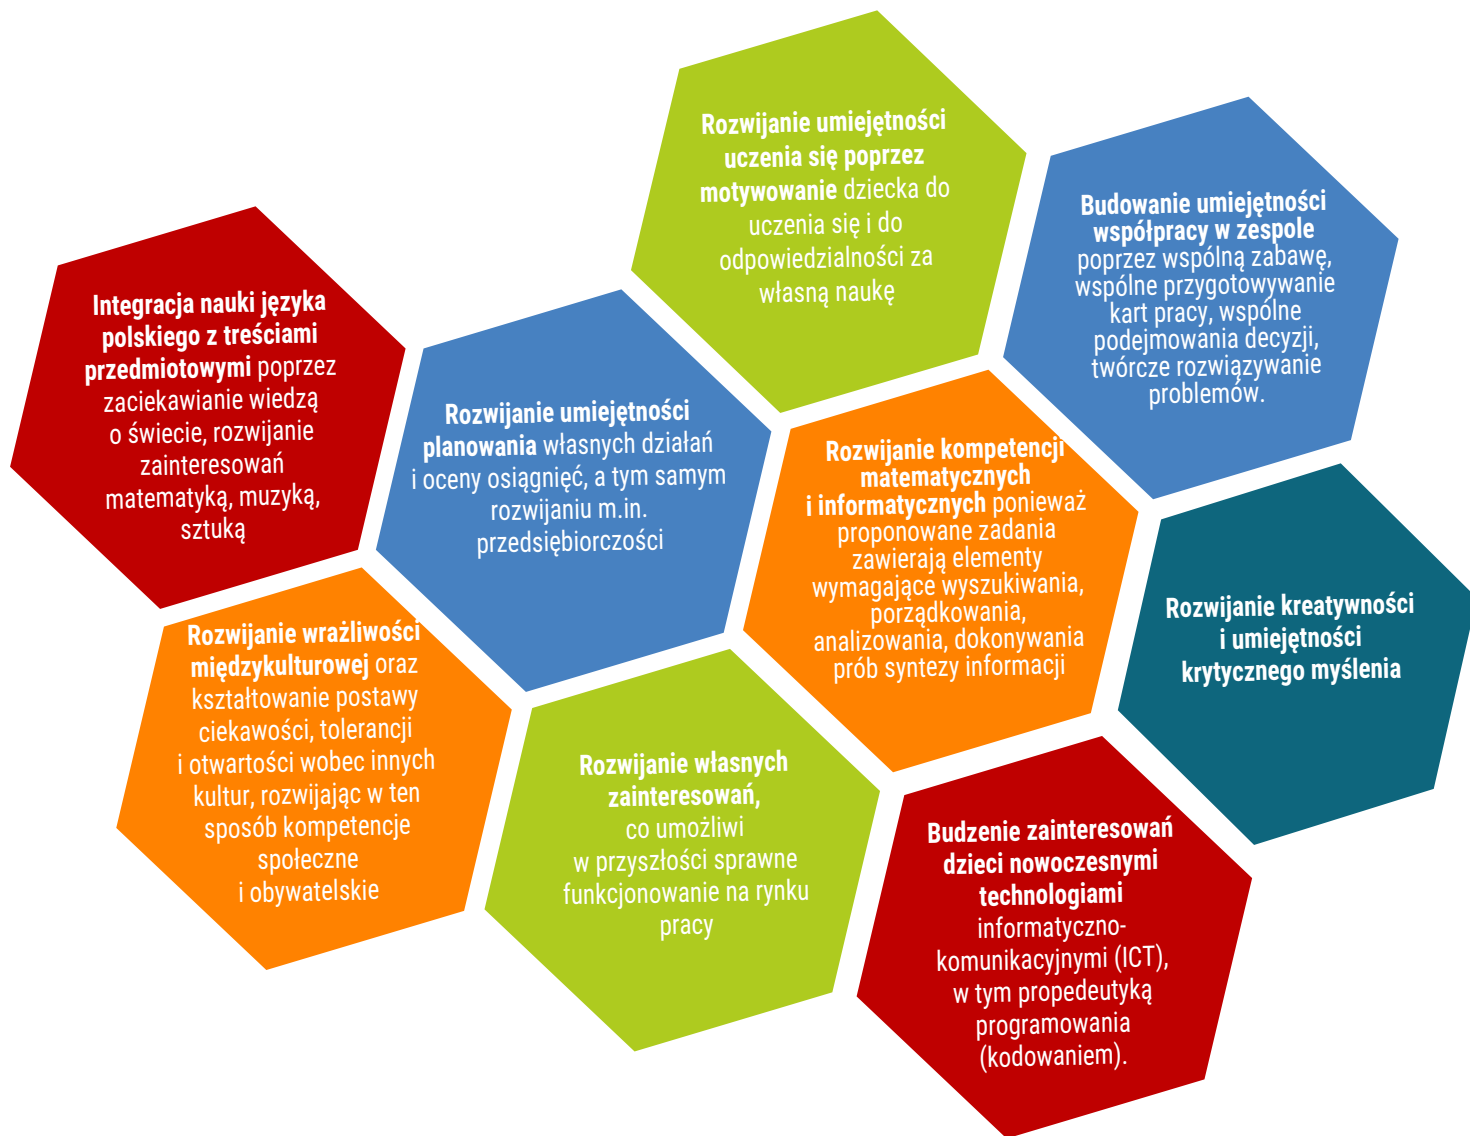 Rozwijanie umiejętności
uczenia się poprzez
motywowanie dziecka do
uczenia się i do
odpowiedzialności za
własną naukę
Budowanie umiejętności
współpracy w zespole
poprzez wspólną zabawę,
wspólne przygotowywanie
kart pracy, wspólne
podejmowania decyzji,
twórcze rozwiązywanie
problemów.
Integracja nauki języka
polskiego z treściami
przedmiotowymi poprzez
zaciekawianie wiedzą
o świecie, rozwijanie
zainteresowań
matematyką, muzyką,
sztuką
Rozwijanie umiejętności
planowania własnych działań
i oceny osiągnięć, a tym samym
rozwijaniu m.in.
przedsiębiorczości
Rozwijanie kompetencji
matematycznych
i informatycznych ponieważ
proponowane zadania
zawierają elementy
wymagające wyszukiwania,
porządkowania,
analizowania, dokonywania
prób syntezy informacji
Rozwijanie kreatywności
i umiejętności
krytycznego myślenia
Rozwijanie wrażliwości
międzykulturowej oraz
kształtowanie postawy
ciekawości, tolerancji
i otwartości wobec innych
kultur, rozwijając w ten
sposób kompetencje
społeczne
i obywatelskie
Rozwijanie własnych
zainteresowań,
co umożliwi
w przyszłości sprawne
funkcjonowanie na rynku
pracy
Budzenie zainteresowań
dzieci nowoczesnymi
technologiami
informatyczno-
komunikacyjnymi (ICT),
w tym propedeutyką
programowania
(kodowaniem).